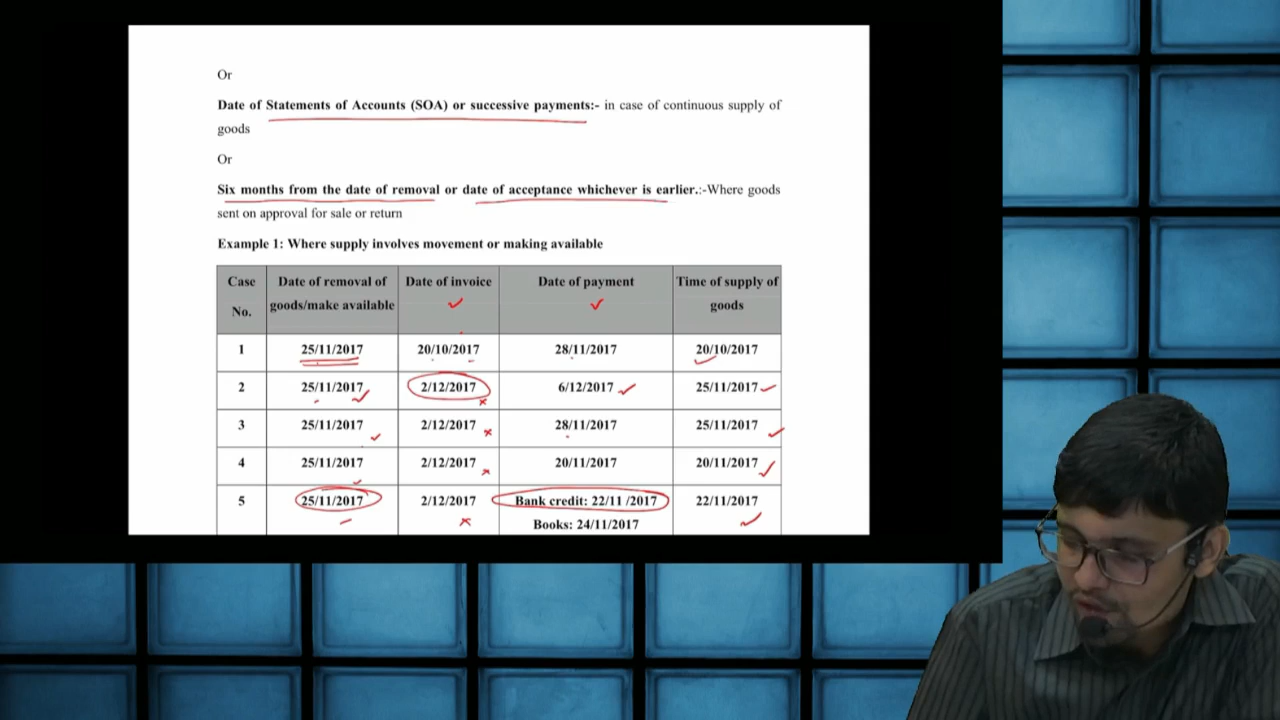 Or
Date of Statements of Accounts (SOA) or successive payments:- in case of continuous supply of
goods
Or
Six months from the date of removal or date of acceptance whichever is earlier.:-Where goods
sent on approval for sale or return
Example 1: Where supply involves movement or making available
Case No. Date of removal of goods/make available Date of invoice Date of payment Time of supply of goods
1 25/11/2017 20/10/2017 28/11/2017 20/10/2017
2 25/11/2017 2/12/2017 6/12/2017 25/11/2017
3 25/11/2017 2/12/2017 28/11/2017 25/11/2017
4 25/11/2017 2/12/2017 20/11/2017 20/11/2017
5 25/11/2017 2/12/2017 Bank credit: 22/11 /2017 22/11/2017
Books: 24/11/2017